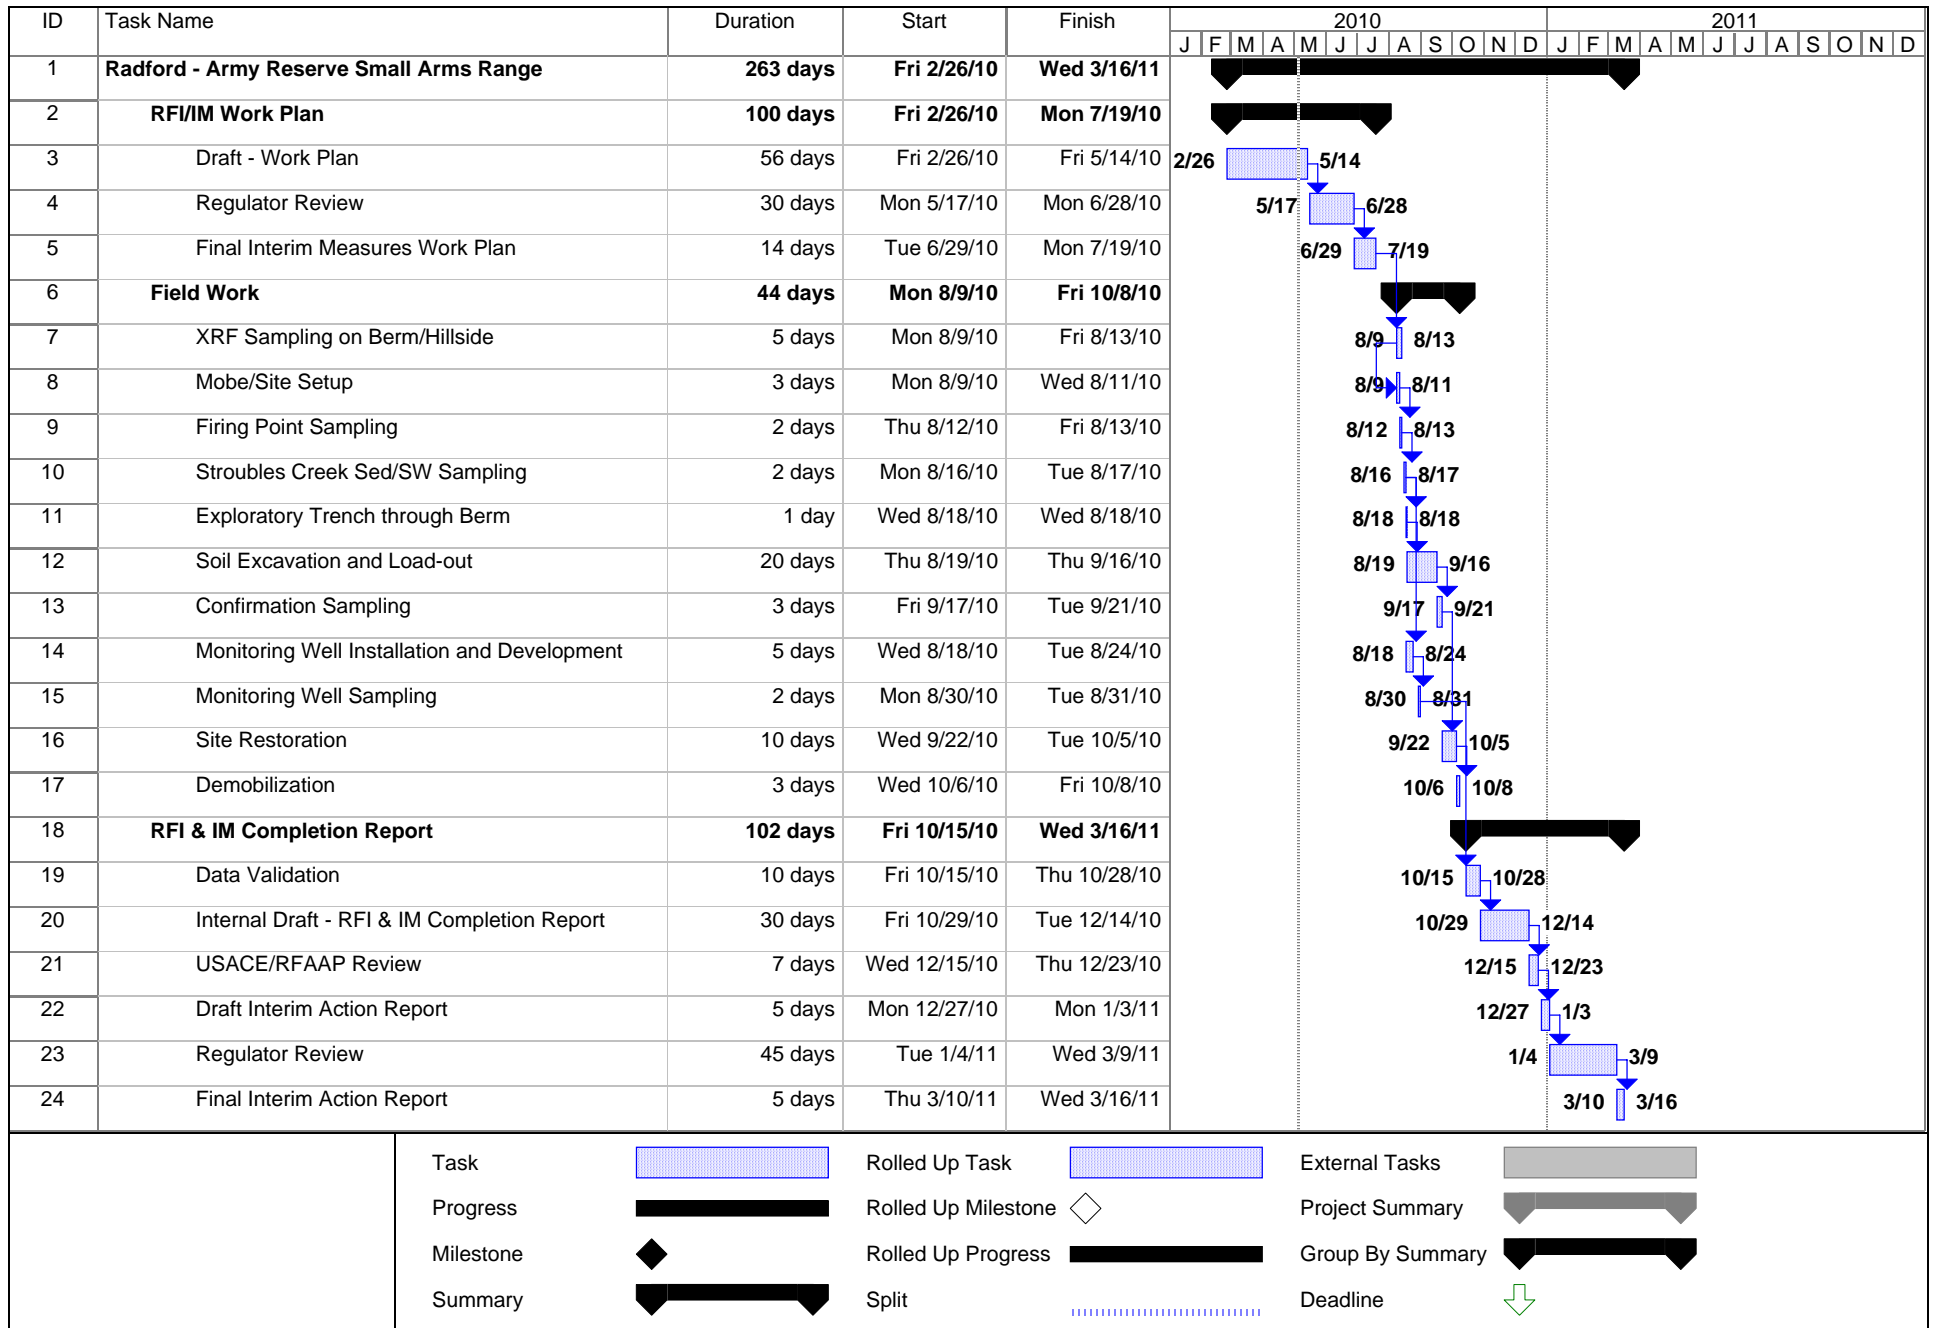 ID Task Name Duration Start Finish 2010 2011
J F M A M J J A S O N D J F M A M J J A S O N D
1 Radford - Army Reserve Small Arms Range 263 days Fri 2/26/10 Wed 3/16/11
2 RFI/IM Work Plan 100 days Fri 2/26/10 Mon 7/19/10
3 Draft - Work Plan 56 days Fri 2/26/10 Fri 5/14/10 2/26 5/14
4 Regulator Review 30 days Mon 5/17/10 Mon 6/28/10 5/17 6/28
5 Final Interim Measures Work Plan 14 days Tue 6/29/10 Mon 7/19/10 6/29 7/19
6 Field Work 44 days Mon 8/9/10 Fri 10/8/10
7 XRF Sampling on Berm/Hillside 5 days Mon 8/9/10 Fri 8/13/10 8/9 8/13
8 Mobe/Site Setup 3 days Mon 8/9/10 Wed 8/11/10 8/9 8/11
9 Firing Point Sampling 2 days Thu 8/12/10 Fri 8/13/10 8/12 8/13
10 Stroubles Creek Sed/SW Sampling 2 days Mon 8/16/10 Tue 8/17/10 8/16 8/17
11 Exploratory Trench through Berm 1 day Wed 8/18/10 Wed 8/18/10 8/18 8/18
12 Soil Excavation and Load-out 20 days Thu 8/19/10 Thu 9/16/10 8/19 9/16
13 Confirmation Sampling 3 days Fri 9/17/10 Tue 9/21/10 9/17 9/21
14 Monitoring Well Installation and Development 5 days Wed 8/18/10 Tue 8/24/10 8/18 8/24
15 Monitoring Well Sampling 2 days Mon 8/30/10 Tue 8/31/10 8/30 8/31
16 Site Restoration 10 days Wed 9/22/10 Tue 10/5/10 9/22 10/5
17 Demobilization 3 days Wed 10/6/10 Fri 10/8/10 10/6 10/8
18 RFI & IM Completion Report 102 days Fri 10/15/10 Wed 3/16/11
19 Data Validation 10 days Fri 10/15/10 Thu 10/28/10 10/15 10/28
20 Internal Draft - RFI & IM Completion Report 30 days Fri 10/29/10 Tue 12/14/10 10/29 12/14
21 USACE/RFAAP Review 7 days Wed 12/15/10 Thu 12/23/10 12/15 12/23
22 Draft Interim Action Report 5 days Mon 12/27/10 Mon 1/3/11 12/27 1/3
23 Regulator Review 45 days Tue 1/4/11 Wed 3/9/11 1/4 3/9
24 Final Interim Action Report 5 days Thu 3/10/11 Wed 3/16/11 3/10 3/16
Task Rolled Up Task External Tasks
Progress Rolled Up Milestone Project Summary
Milestone Rolled Up Progress Group By Summary
Summary Split Deadline